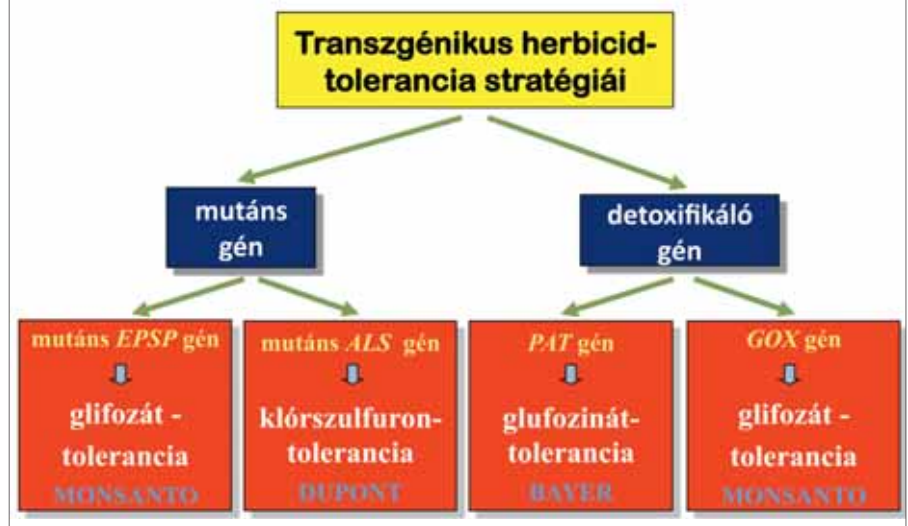 Transzgénikus herbicid-
tolerancia stratégiái
mutáns
gén
detoxifikáló
gén
mutáns EPSP gén
glifozát -
tolerancia
MONSANTO
mutáns ALS gén
klórszulfuron-
tolerancia
DUPONT
PAT gén
glufozinát-
tolerancia
BAYER
GOX gén
glifozát -
tolerancia
MONSANTO